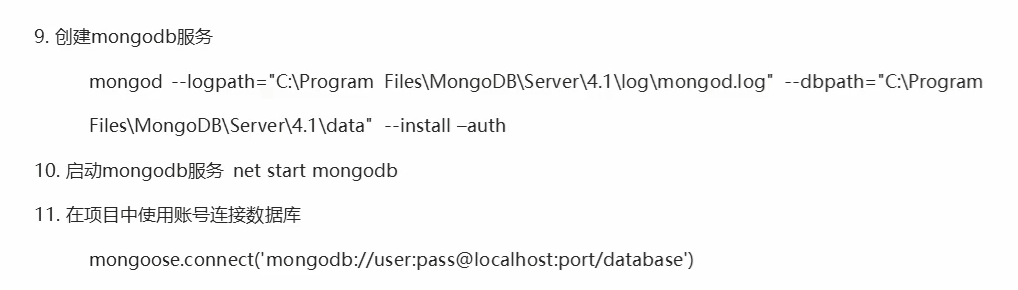 9. 创建mongodb服务
mongod --logpath="C:\Program Files\MongoDB\Server\4.1\log\mongod.log" --dbpath="C:\Program
Files\MongoDB\Server\4.1\data" --install –auth
10. 启动mongodb服务 net start mongodb
11. 在项目中使用账号连接数据库
mongoose.connect('mongodb://user:pass@localhost:port/database')